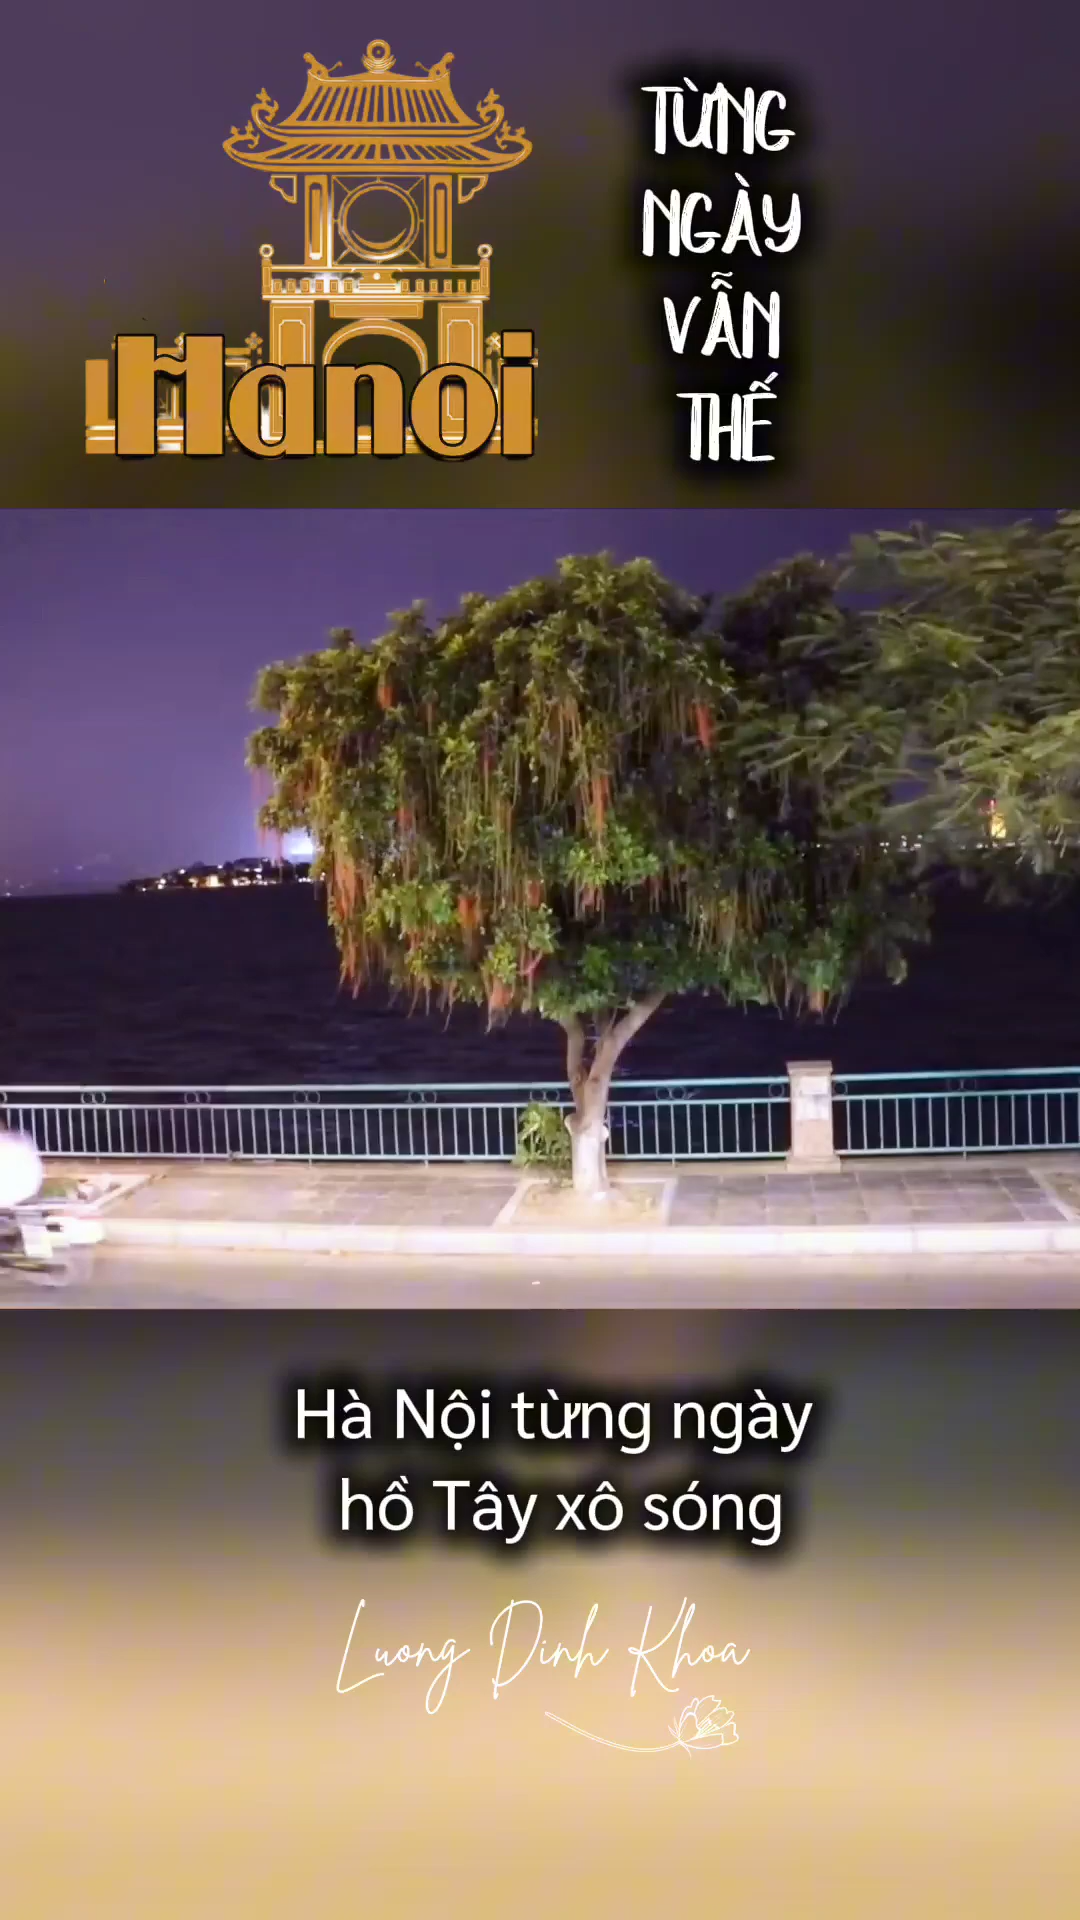 Hanoi
TỪNG
NGÀY
VẪN
THẾ
Hà Nội từng ngày
hồ Tây xô sóng
Luong Dinh Khoa